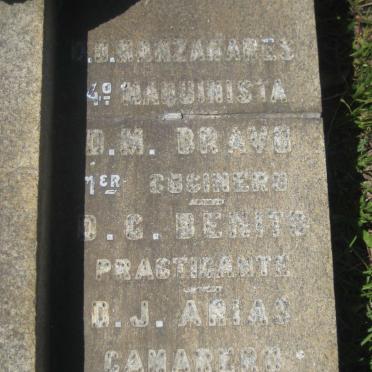 D.D. MANZANARES
4º MAQUINISTA
D.M. BRAVO
1ER COCINERO
D.C. BENITO
PRACTICANTE
D.J. ARIAS
CAMARERO